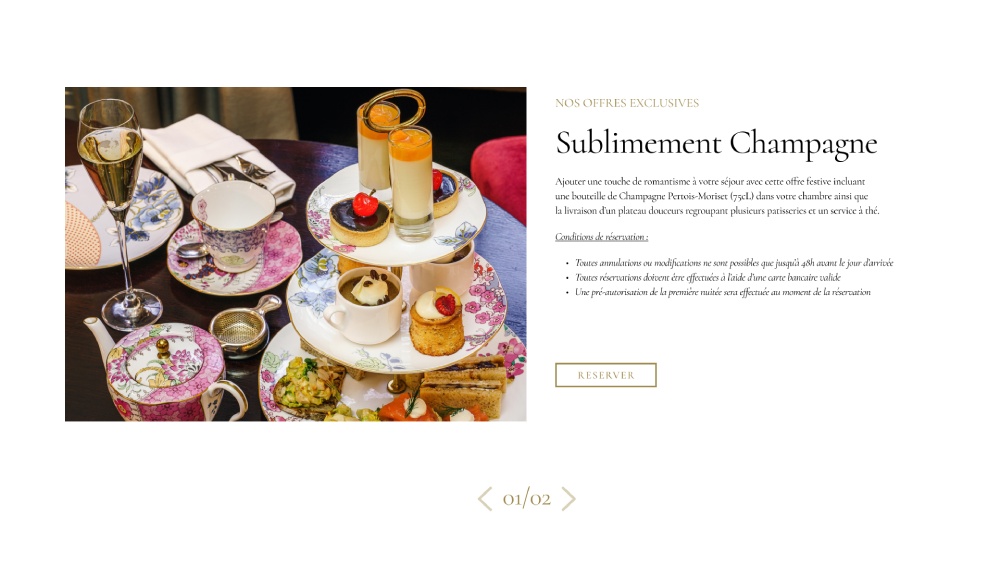 NOS OFFRES EXCLUSIVES
Sublimement Champagne
Ajouter une touche de romantisme à votre séjour avec cette offre festive incluant
une bouteille de Champagne Pertois-Moriset (75cL) dans votre chambre ainsi que
la livraison d'un plateau douceurs regroupant plusieurs patisseries et un service à thé.
Conditions de réservation :
• Toutes annulations ou modifications ne sont possibles que jusqu'à 48h avant le jour d'arrivée
• Toutes réservations doivent être effectuées à l'aide d'une carte bancaire valide
• Une pré-autorisation de la première nuitée sera effectuée au moment de la réservation
RESERVER
01/02